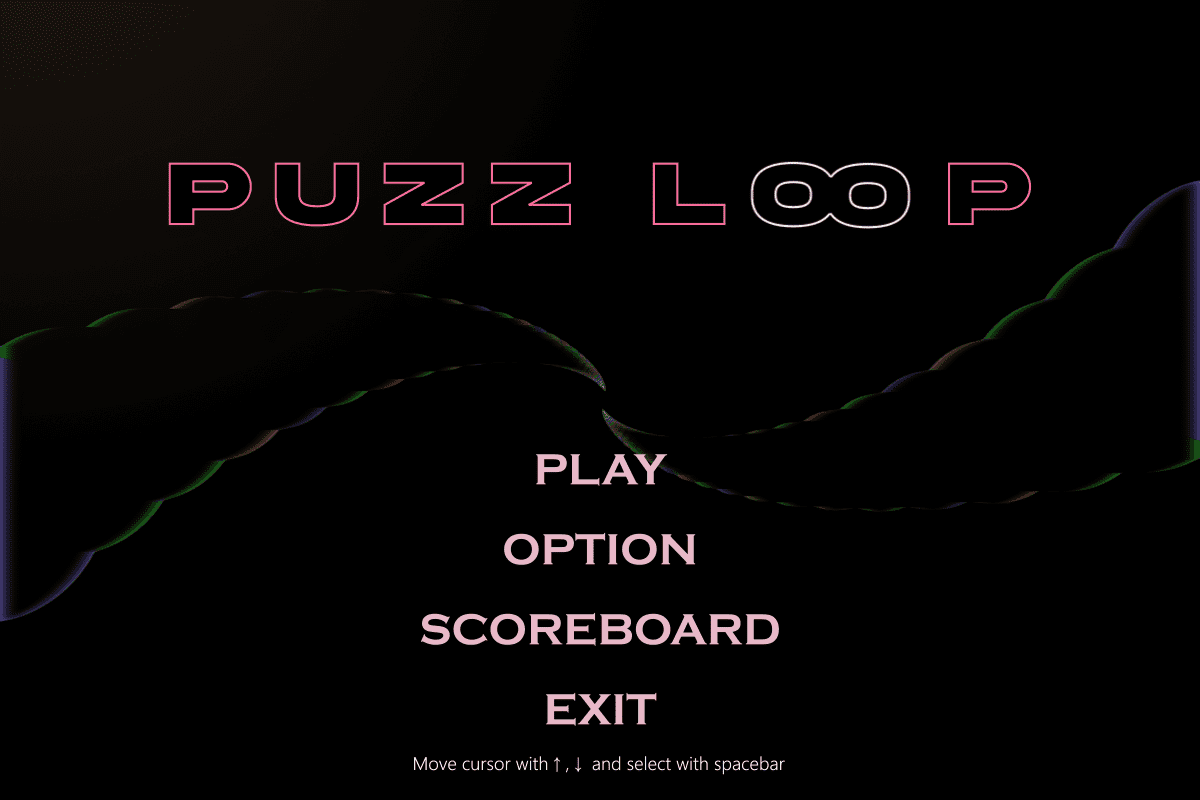 PUZZ LOOP
PLAY
OPTION
SCOREBOARD
EXIT
Move cursor with ↑ , ↓ and select with spacebar